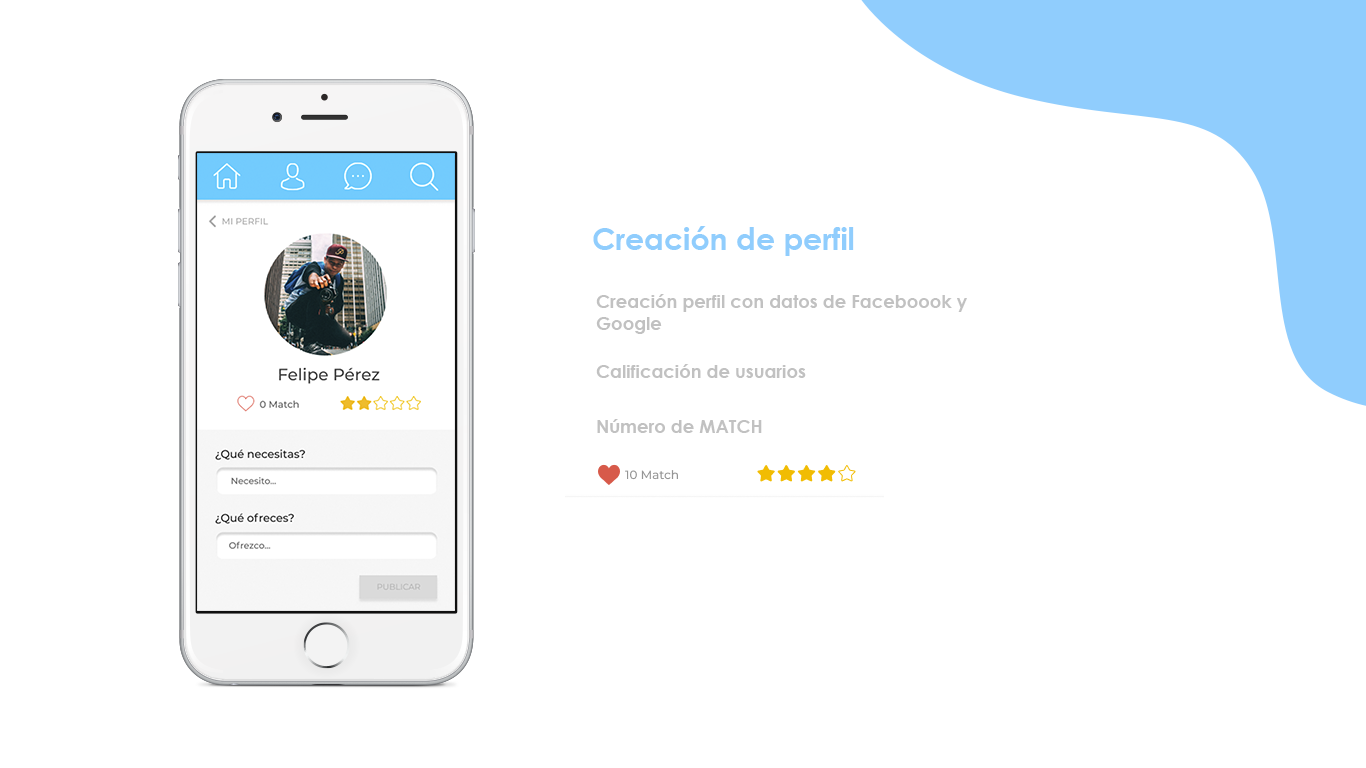 MI PERFIL
Felipe Pérez
0 Match
¿Qué necesitas?
Necesito...
¿Qué ofreces?
Ofrezco...
PUBLICAR
Creación de perfil
Creación perfil con datos de Faceboook y
Google
Calificación de usuarios
Número de MATCH
10 Match